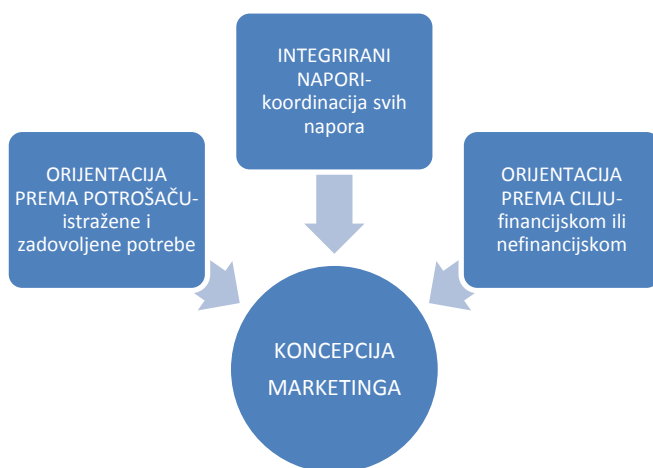 INTEGRIRANI
NAPORI-
koordinacija svih
napora
ORIJENTACIJA
PREMA POTROŠAČU-
istražene i
zadovoljene potrebe
ORIJENTACIJA
PREMA CILJU-
financijskom ili
nefinancijskom
KONCEPCIJA
MARKETINGA